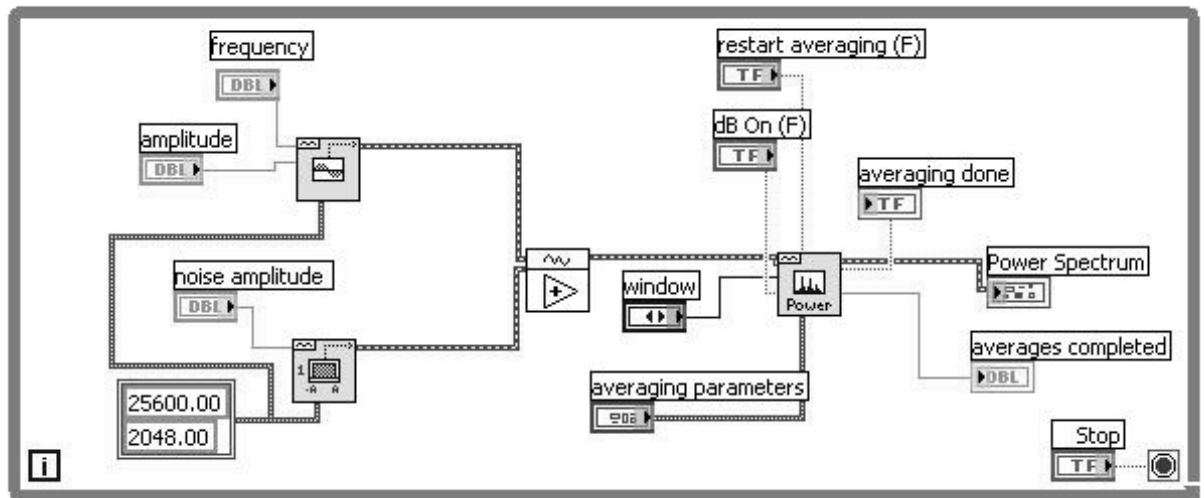 frequency
DBL
amplitude
DBL
noise amplitude
DBL
1
-A A
25600.00
2048.00
i
restart averaging (F)
TF
dB On (F)
TF
averaging done
TF
window
Power
Power Spectrum
averages completed
DBL
averaging parameters
Stop
TF